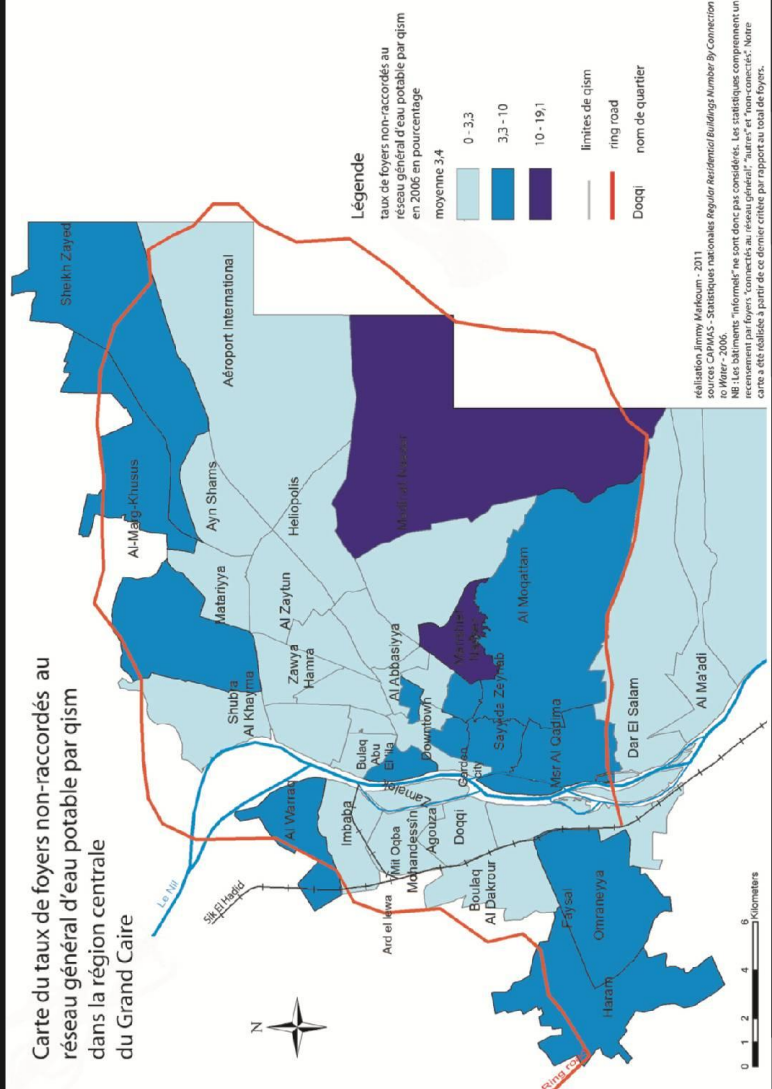 Carte du taux de foyers non-raccordés au
réseau général d'eau potable par qism
dans la région centrale
du Grand Caire
N
Le Nil
Sik El Hadid
Sheikh Zayed
Al-Marg-Khusus
Aéroport International
Ayn Shams
Matariyya
Heliopolis
Shubra
Al Khayma
Zawya
Hamra
Al Zaytun
Al Warraq
Imbaba
Bulaq
Abu
El'ila
Al Abbasiyya
Madinat Nasser
Mit Oqba
Mohandessîn
Agouza
Zamalek
Downtown
Manshiet
Ard el lewa
Doqqi
Garden
city
Sayyida Zeynab
Al Moqattam
Boulaq
Al Dakrour
Msr Al Qadima
Faysal
Omraneyya
Haram
Dar El Salam
Al Ma'adi
Ring road
0 1 2 4 6
Kilometers
Légende
taux de foyers non-raccordés au
réseau général d'eau potable par qism
en 2006 en pourcentage
moyenne 3,4
0 - 3,3
3,3 - 10
10 - 19,1
limites de qism
ring road
Doqqi nom de quartier
réalisation Jimmy Markoum - 2011
sources CAPMAS - Statistiques nationales Regular Residential Buildings Number By Connection
to Water - 2006.
NB : Les bâtiments "informels" ne sont donc pas considérés. Les statistiques comprennent un
recensement par foyers "connectés au réseau général", "autres" et "non-conectés". Notre
carte a été réalisée à partir de ce dernier critère par rapport au total de foyers.